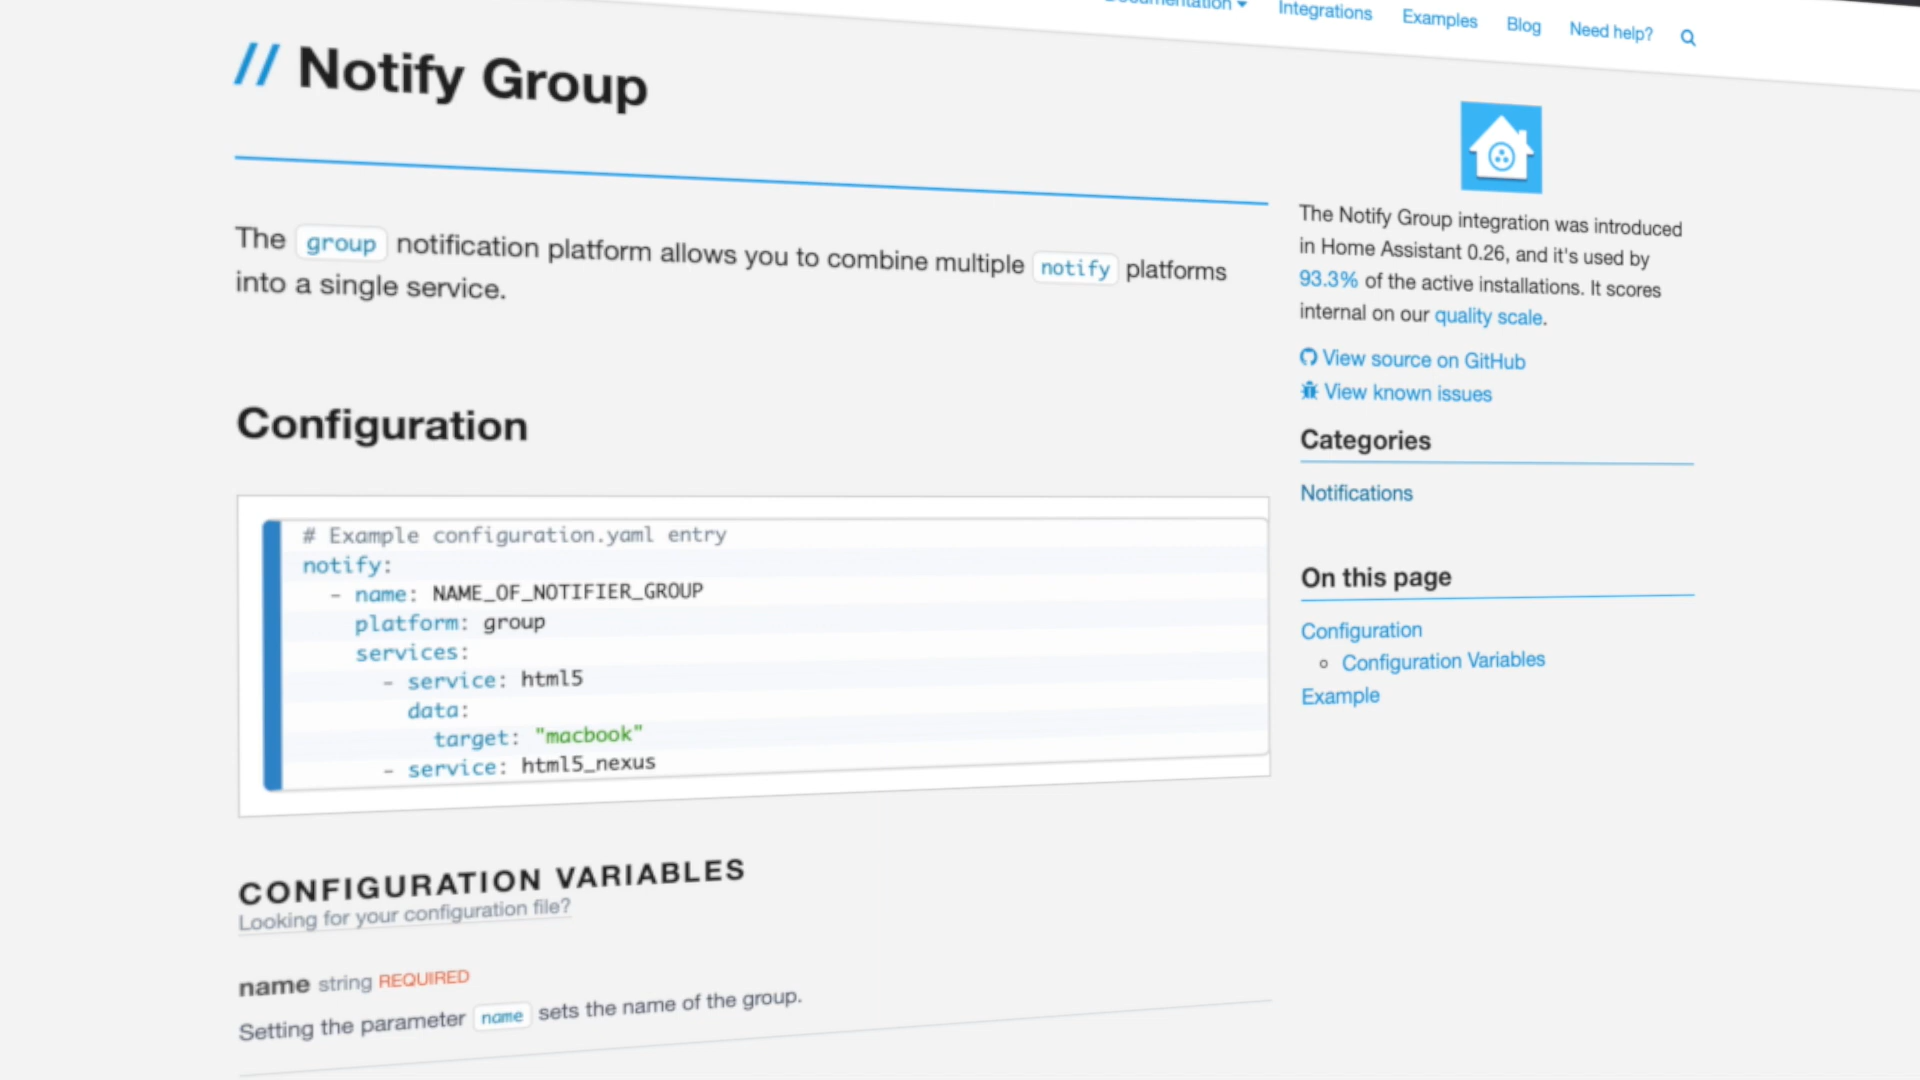 Integrations
Examples
Blog
Need help?
// Notify Group
The group notification platform allows you to combine multiple notify platforms
into a single service.
Configuration
# Example configuration.yaml entry
notify:
- name: NAME_OF_NOTIFIER_GROUP
platform: group
services:
- service: html5
data:
target: "macbook"
- service: html5_nexus
CONFIGURATION VARIABLES
Looking for your configuration file?
name string REQUIRED
Setting the parameter name sets the name of the group.
The Notify Group integration was introduced
in Home Assistant 0.26, and it's used by
93.3% of the active installations. It scores
internal on our quality scale.
View source on GitHub
View known issues
Categories
Notifications
On this page
Configuration
Configuration Variables
Example